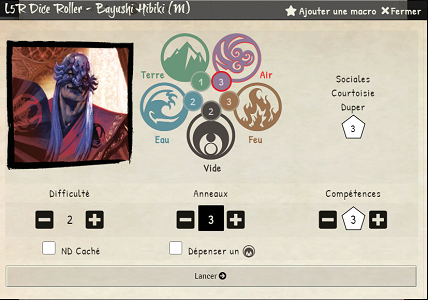 L5R Dice Roller - Bayushi Hibiki (M)
Ajouter une macro ×Fermer
Terre
Air
1
3
2
3
2
Eau
Feu
Vide
Sociales
Courtoisie
Duper
3
Difficulté
Anneaux
Compétences
2
3
3
ND Caché
Dépenser un
Lancer